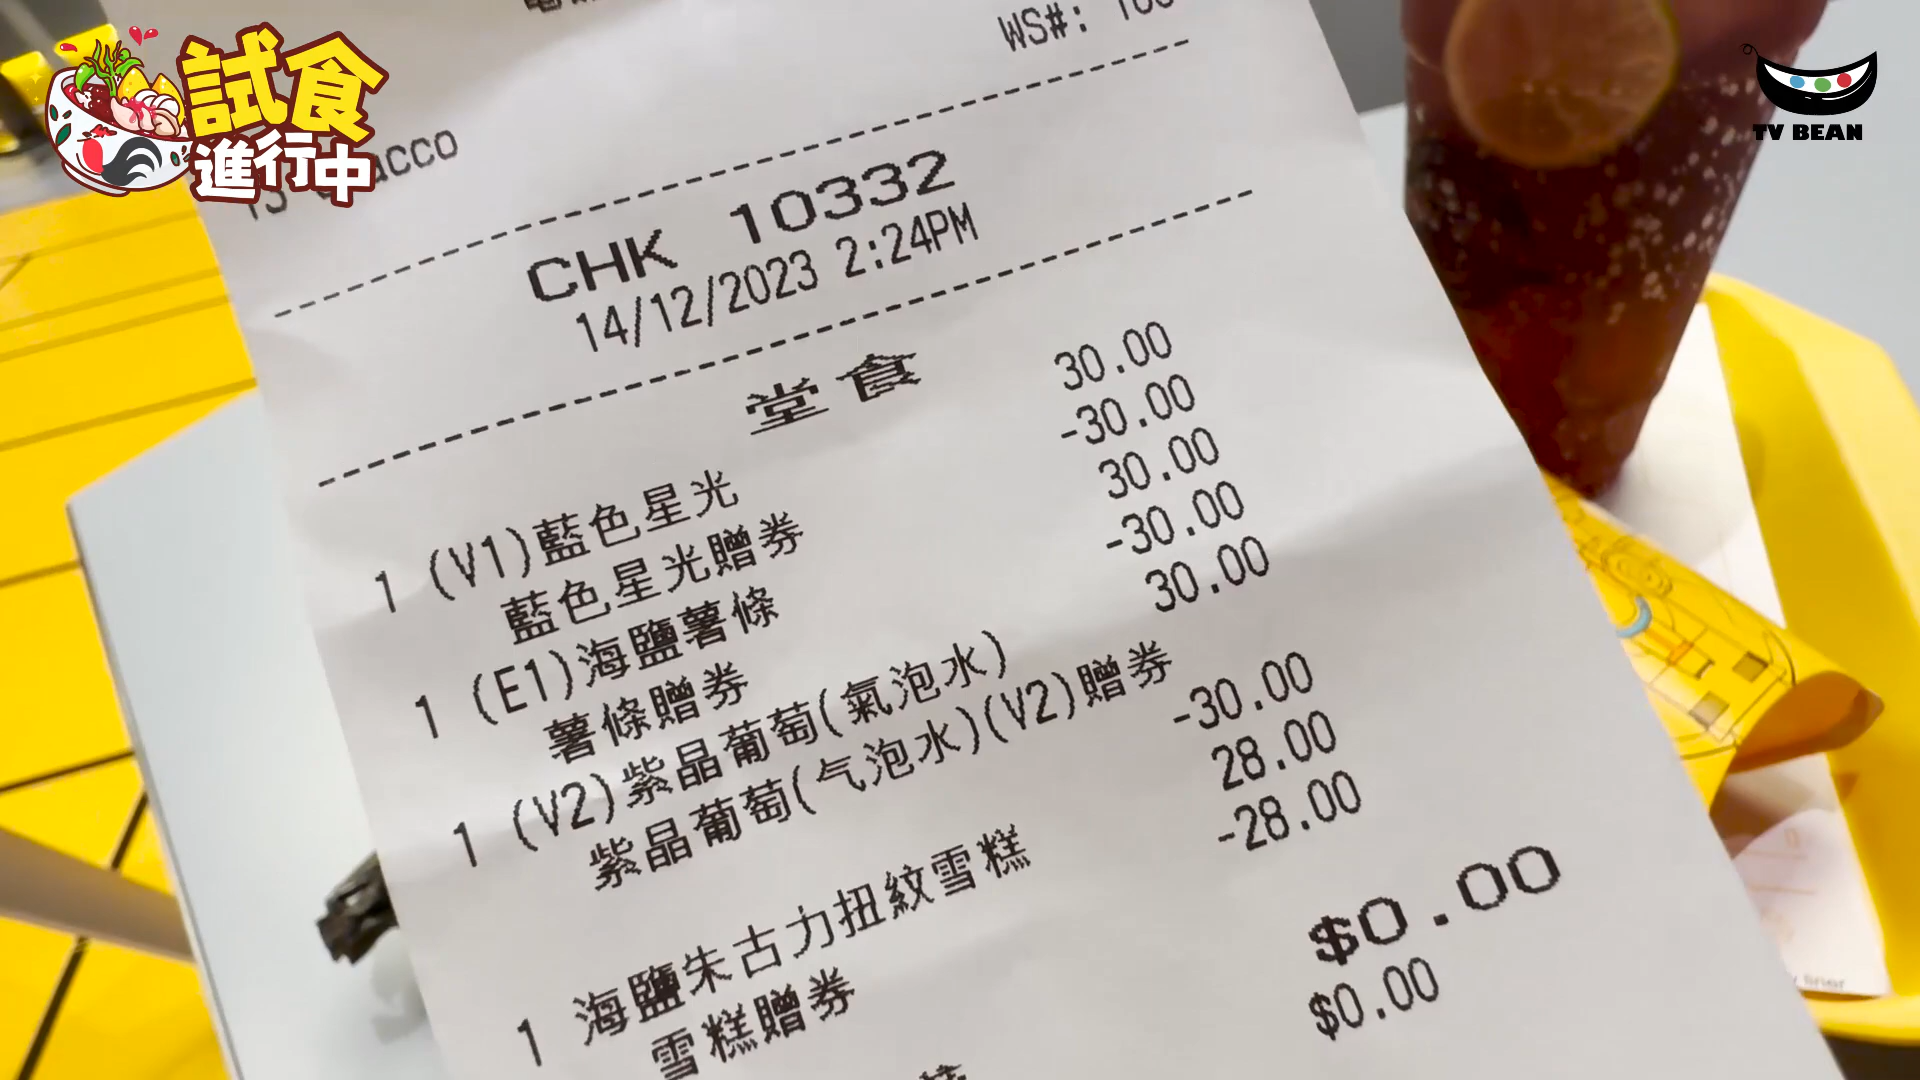 試食
進行中
TV BEAN
WS#:
CHK 10332
14/12/2023 2:24PM
堂食
1 (V1)藍色星光 30.00
藍色星光贈券 -30.00
1 (E1)海鹽薯條 30.00
薯條贈券 -30.00
1 (V2)紫晶葡萄(氣泡水) 30.00
紫晶葡萄(气泡水)(V2)贈券
-30.00
1 海鹽朱古力扭紋雪糕 28.00
雪糕贈券 -28.00
$0.00
$0.00